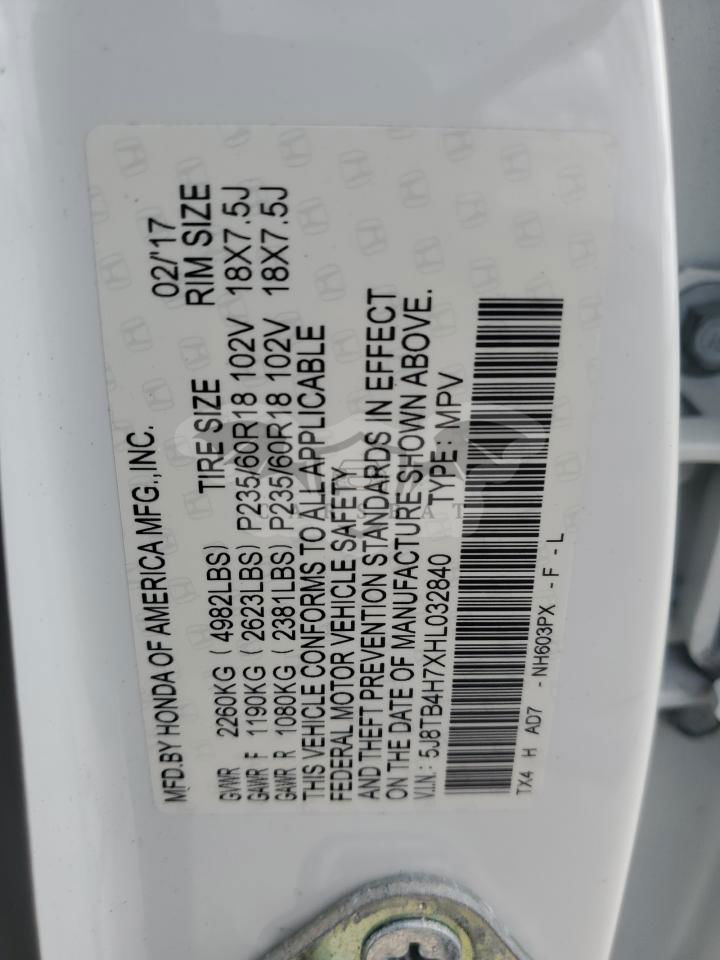 MFD.BY HONDA OF AMERICA MFG.,INC. 02/'17
TIRE SIZE RIM SIZE
GVWR 2260KG ( 4982LBS)
GAWR F 1190KG ( 2623LBS) P235/60R18 102V 18X7.5J
GAWR R 1080KG ( 2381LBS) P235/60R18 102V 18X7.5J
THIS VEHICLE CONFORMS TO ALL APPLICABLE
FEDERAL MOTOR VEHICLE SAFETY
AND THEFT PREVENTION STANDARDS IN EFFECT
ON THE DATE OF MANUFACTURE SHOWN ABOVE.
V.I.N.: 5J8TB4H7XHL032840 TYPE: MPV
TX4 H AD7 - NH603PX - F - L